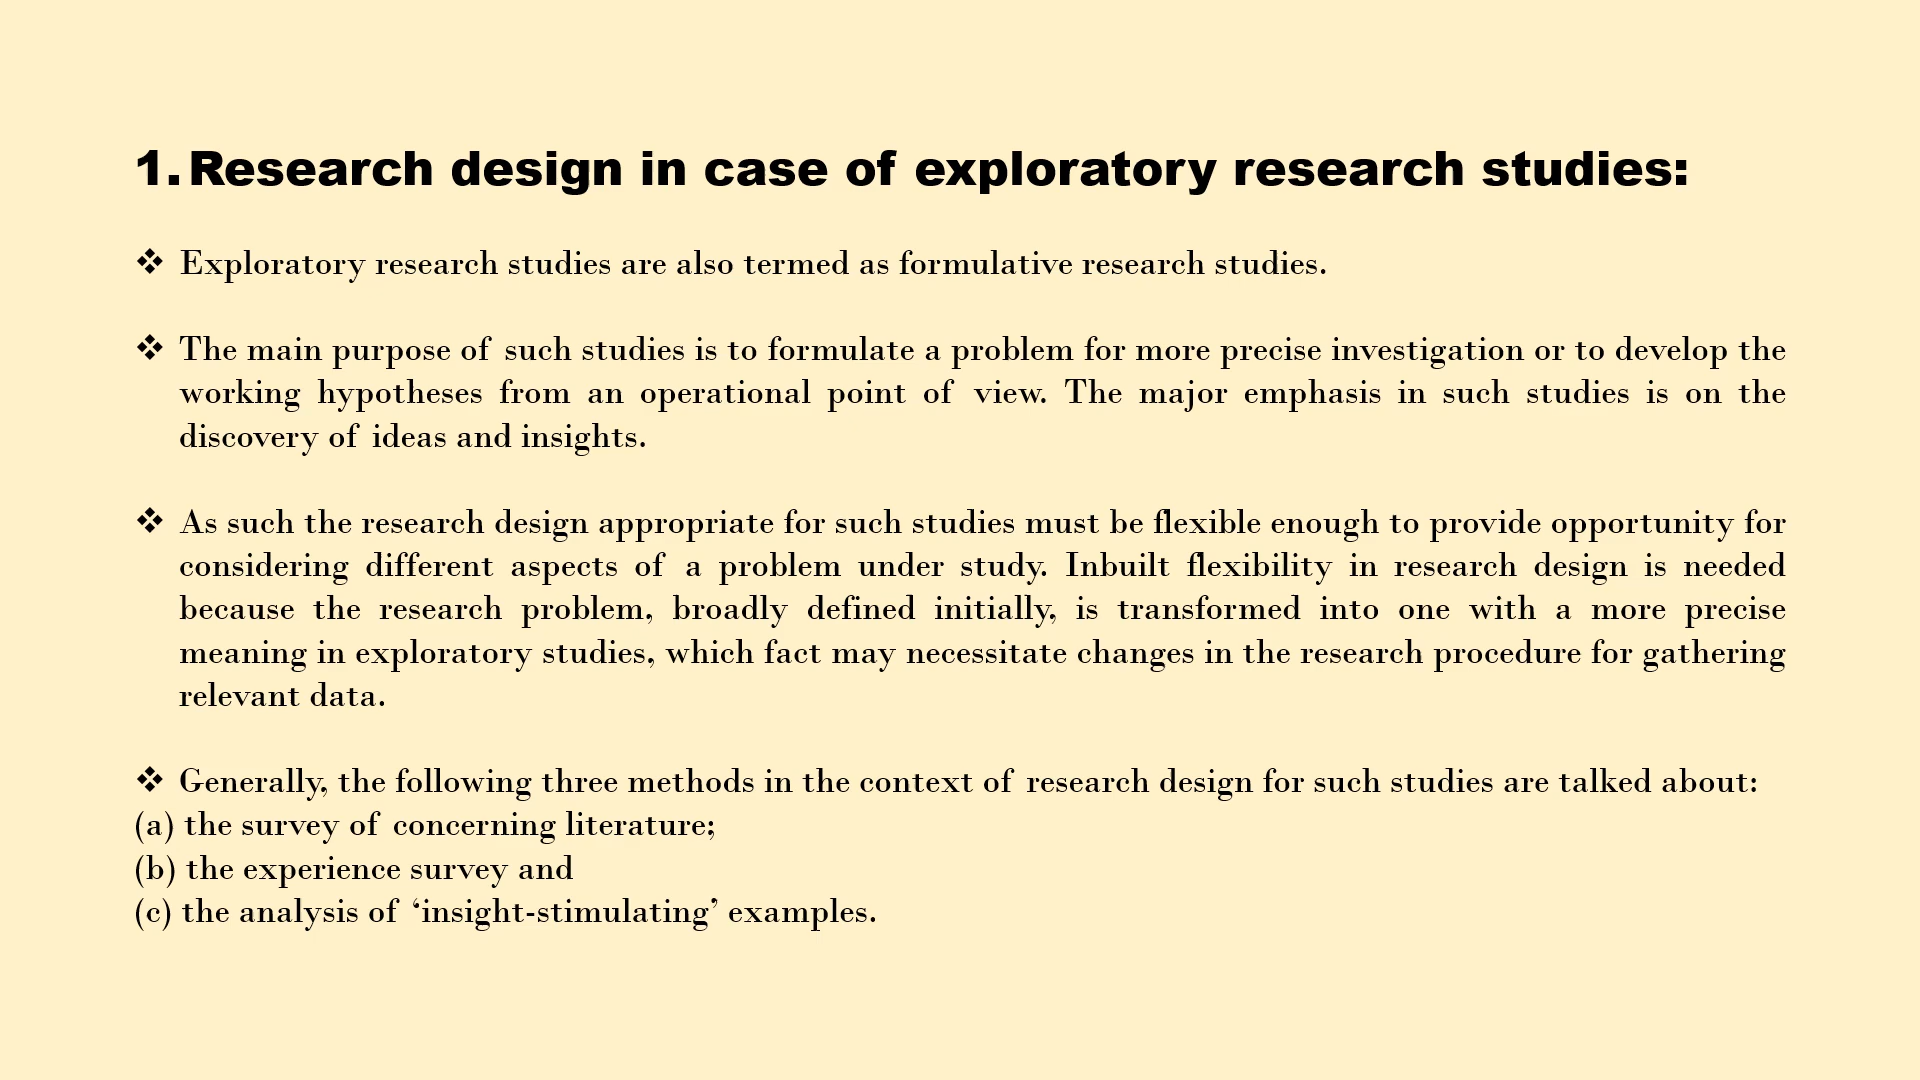 1. Research design in case of exploratory research studies:
❖ Exploratory research studies are also termed as formulative research studies.
❖ The main purpose of such studies is to formulate a problem for more precise investigation or to develop the
working hypotheses from an operational point of view. The major emphasis in such studies is on the
discovery of ideas and insights.
❖ As such the research design appropriate for such studies must be flexible enough to provide opportunity for
considering different aspects of a problem under study. Inbuilt flexibility in research design is needed
because the research problem, broadly defined initially, is transformed into one with a more precise
meaning in exploratory studies, which fact may necessitate changes in the research procedure for gathering
relevant data.
❖ Generally, the following three methods in the context of research design for such studies are talked about:
(a) the survey of concerning literature;
(b) the experience survey and
(c) the analysis of ‘insight-stimulating’ examples.